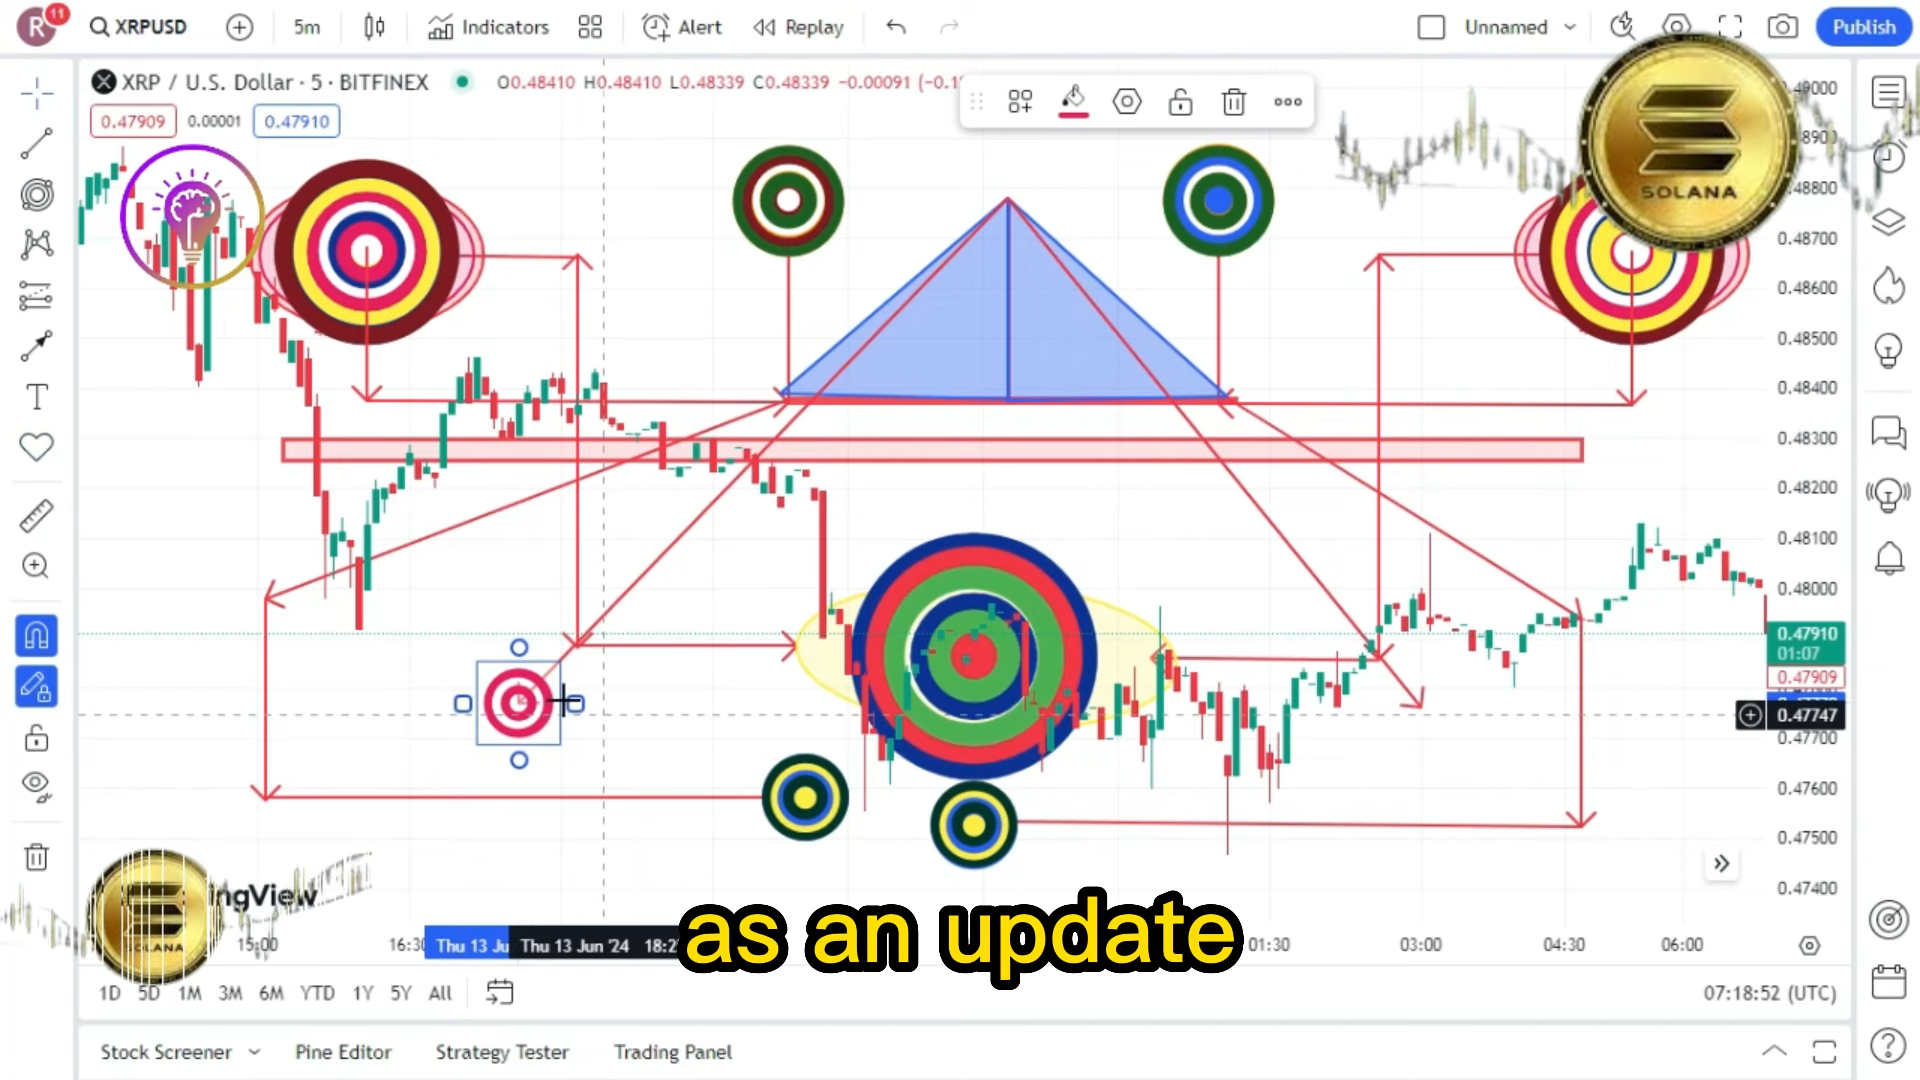 R 11 XRPUSD 5m Indicators Alert Replay Unnamed Publish
XRP / U.S. Dollar · 5 · BITFINEX O0.48410 H0.48410 L0.48339 C0.48339 −0.00091
0.47909 0.00001 0.47910
SOLANA
0.48800
0.48700
0.48600
0.48500
0.48400
0.48300
0.48200
0.48100
0.48000
0.47910
01:07
0.47909
0.47747
0.47700
0.47600
0.47500
0.47400
ingView
as an update
15:00 Thu 13 Jun '24 01:30 03:00 04:30 06:00
1D 5D 1M 3M 6M YTD 1Y 5Y All 07:18:52 (UTC)
Stock Screener Pine Editor Strategy Tester Trading Panel